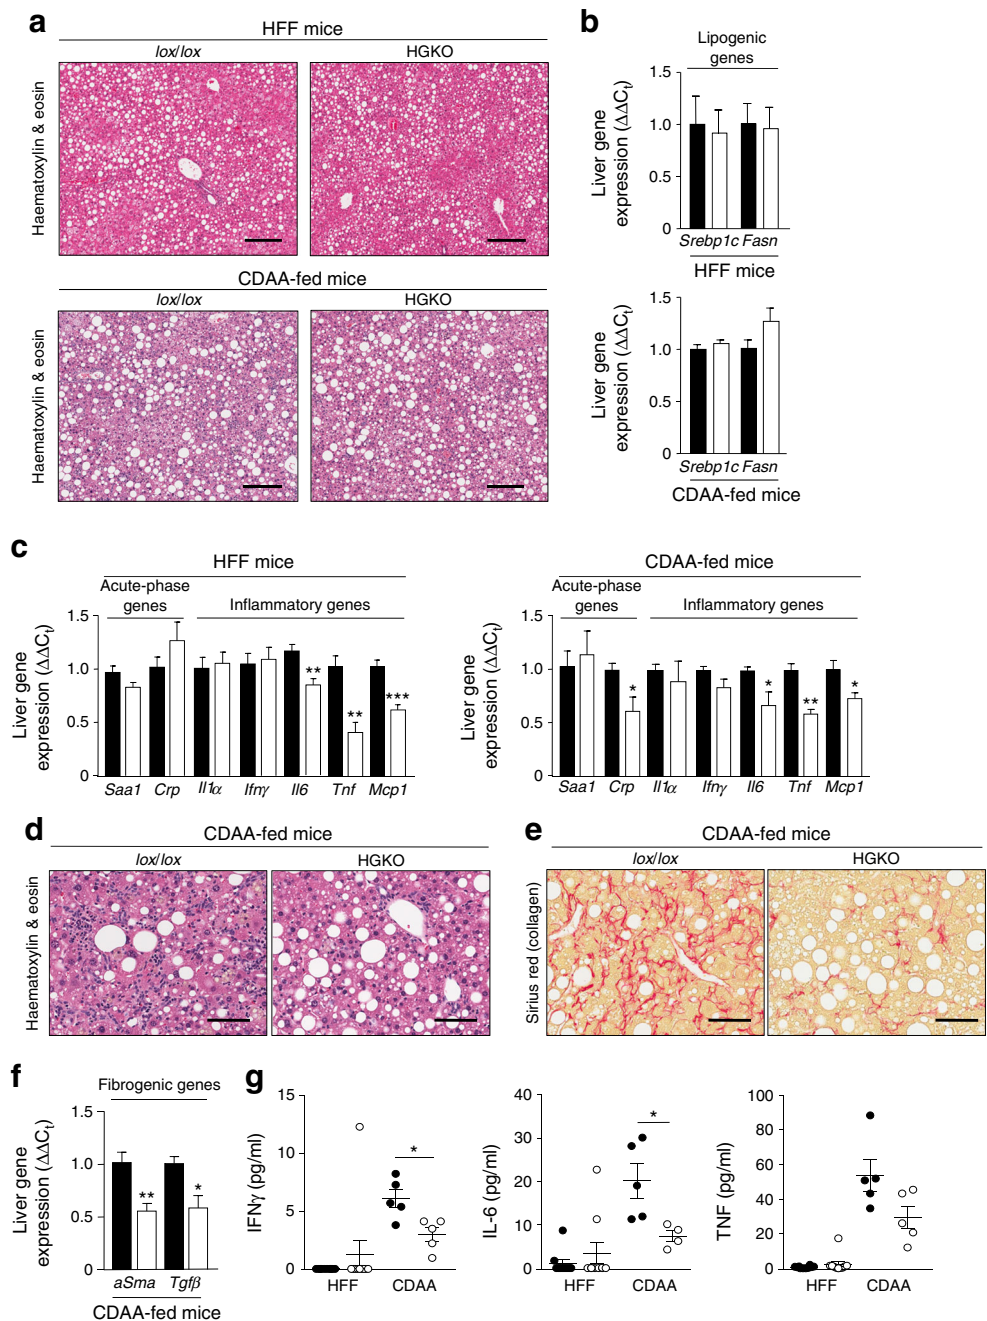 a
HFF mice
lox/lox
HGKO
Haematoxylin & eosin
CDAA-fed mice
lox/lox
HGKO
Haematoxylin & eosin
b
Lipogenic
genes
Liver gene
expression (ΔΔCt)
1.5
1.0
0.5
0
Srebp1c Fasn
HFF mice
Liver gene
expression (ΔΔCt)
1.5
1.0
0.5
0
Srebp1c Fasn
CDAA-fed mice
c
HFF mice
Acute-phase
genes
Inflammatory genes
Liver gene
expression (ΔΔCt)
1.5
1.0
0.5
0
** ** ***
Saa1 Crp Il1α Ifnγ Il6 Tnf Mcp1
CDAA-fed mice
Acute-phase
genes
Inflammatory genes
Liver gene
expression (ΔΔCt)
1.5
1.0
0.5
0
* * ** *
Saa1 Crp Il1α Ifnγ Il6 Tnf Mcp1
d
CDAA-fed mice
lox/lox
HGKO
Haematoxylin & eosin
e
CDAA-fed mice
lox/lox
HGKO
Sirius red (collagen)
f
Fibrogenic genes
Liver gene
expression (ΔΔCt)
1.5
1.0
0.5
0
** *
aSma Tgfβ
CDAA-fed mice
g
IFNγ (pg/ml)
15
10
5
0
*
HFF CDAA
IL-6 (pg/ml)
40
30
20
10
0
*
HFF CDAA
TNF (pg/ml)
100
80
60
40
20
0
HFF CDAA